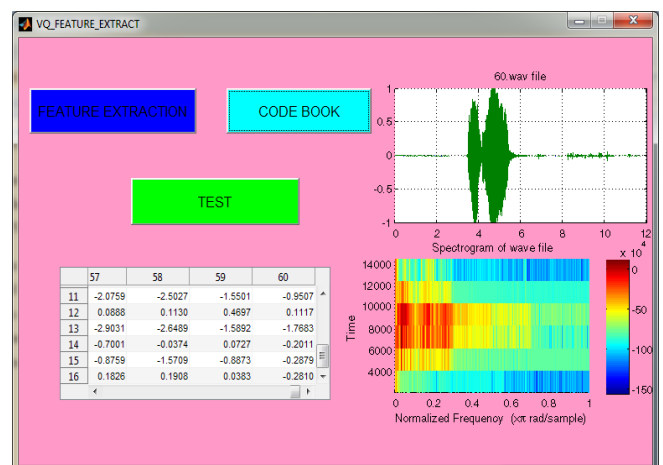 VQ_FEATURE_EXTRACT
FEATURE EXTRACTION
CODE BOOK
TEST
60.wav file
1
0.5
0
-0.5
-1
0 2 4 6 8 10 12
x 10^4
Spectrogram of wave file
57 58 59 60
11 -2.0759 -2.5027 -1.5501 -0.9507
12 0.0888 0.1130 0.4697 0.1117
13 -2.9031 -2.6489 -1.5892 -1.7683
14 -0.7001 -0.0374 0.0727 -0.2011
15 -0.8759 -1.5709 -0.8873 -0.2879
16 0.1826 0.1908 0.0383 -0.2810
Time
14000
12000
10000
8000
6000
4000
0 0.2 0.4 0.6 0.8 1
Normalized Frequency (xπ rad/sample)
0
-50
-100
-150